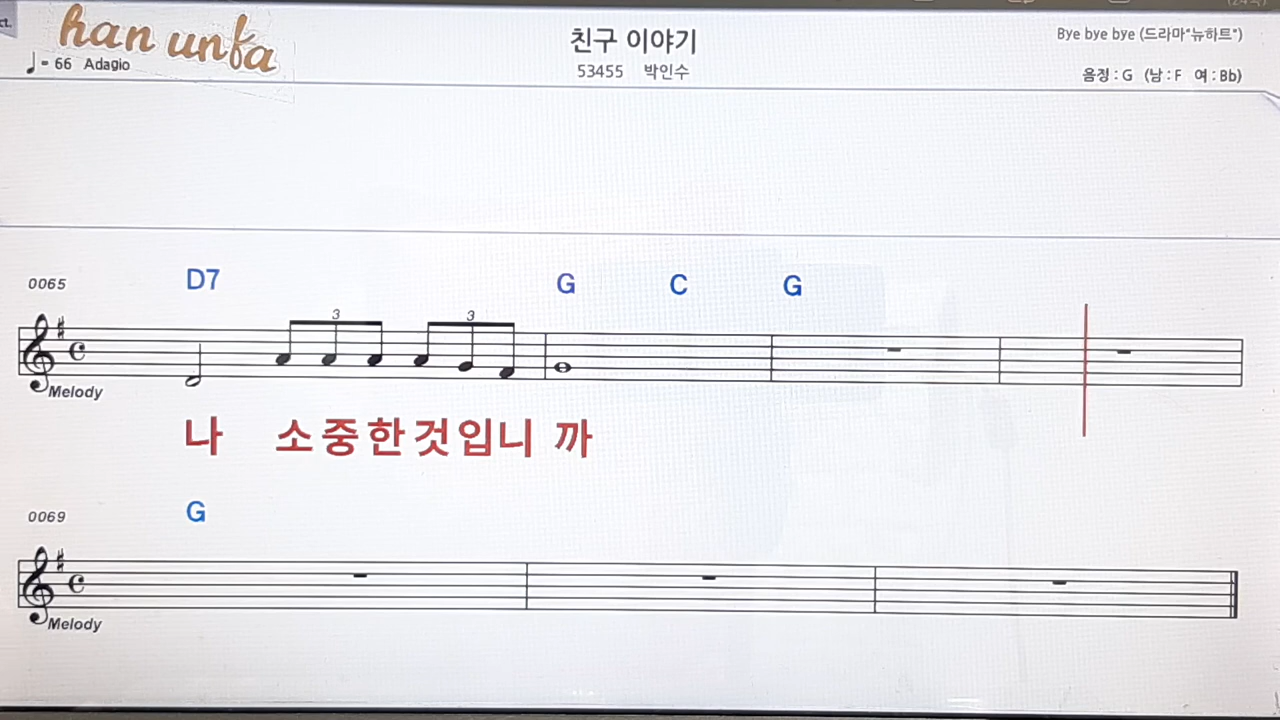 han unfa
친구 이야기
Bye bye bye (드라마"뉴하트")
♩= 66 Adagio
53455 박인수
음정 : G (남 : F 여 : Bb)
0065 D7 G C G
3 3
Melody
나 소중한것입니 까
0069 G
Melody